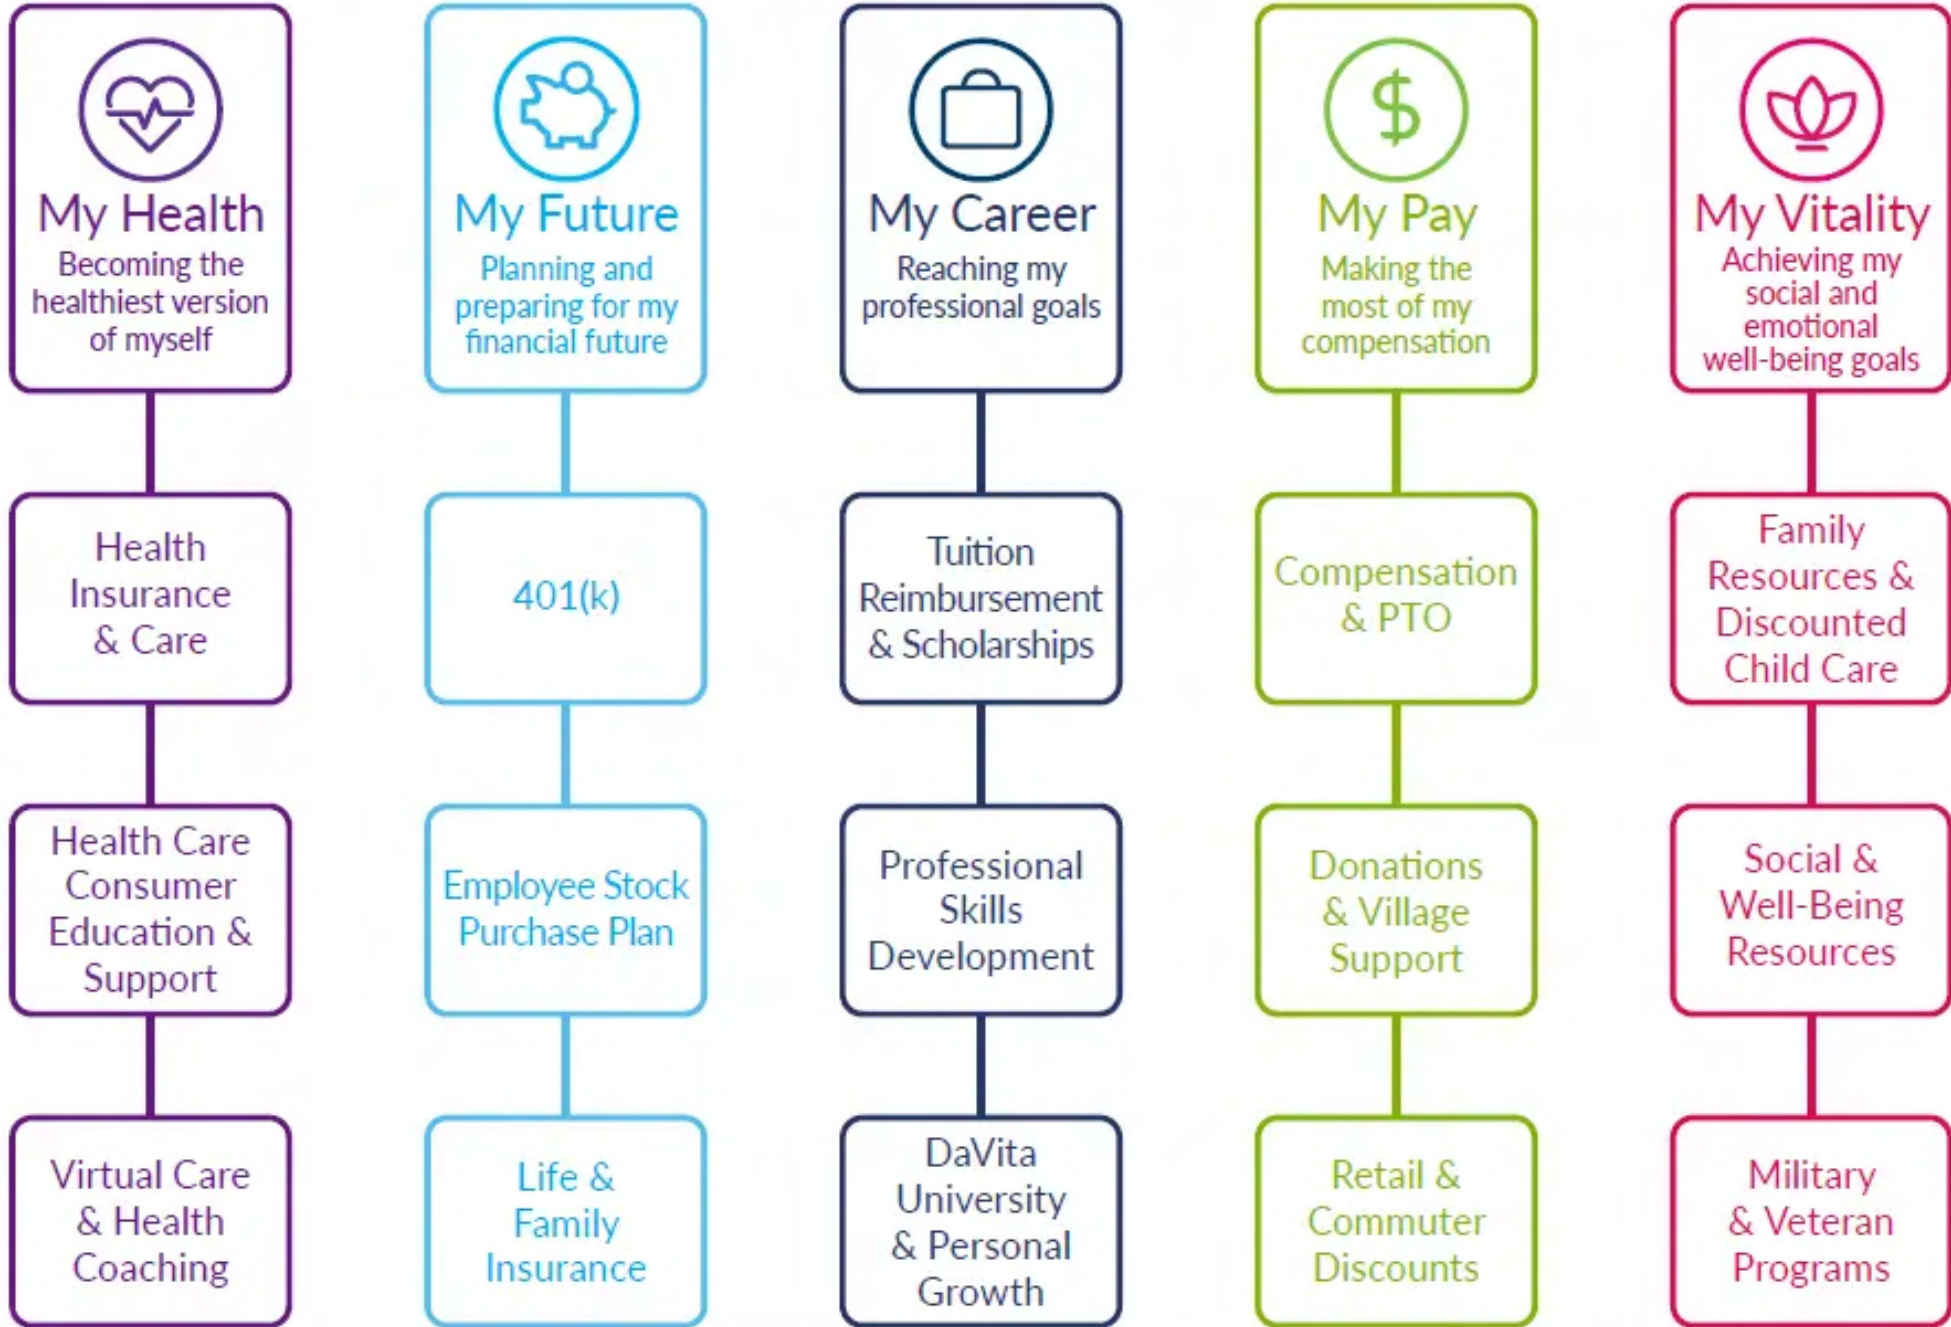 My Health
Becoming the
healthiest version
of myself
Health
Insurance
& Care
Health Care
Consumer
Education &
Support
Virtual Care
& Health
Coaching
My Future
Planning and
preparing for my
financial future
401(k)
Employee Stock
Purchase Plan
Life &
Family
Insurance
My Career
Reaching my
professional goals
Tuition
Reimbursement
& Scholarships
Professional
Skills
Development
DaVita
University
& Personal
Growth
$
My Pay
Making the
most of my
compensation
Compensation
& PTO
Donations
& Village
Support
Retail &
Commuter
Discounts
My Vitality
Achieving my
social and
emotional
well-being goals
Family
Resources &
Discounted
Child Care
Social &
Well-Being
Resources
Military
& Veteran
Programs